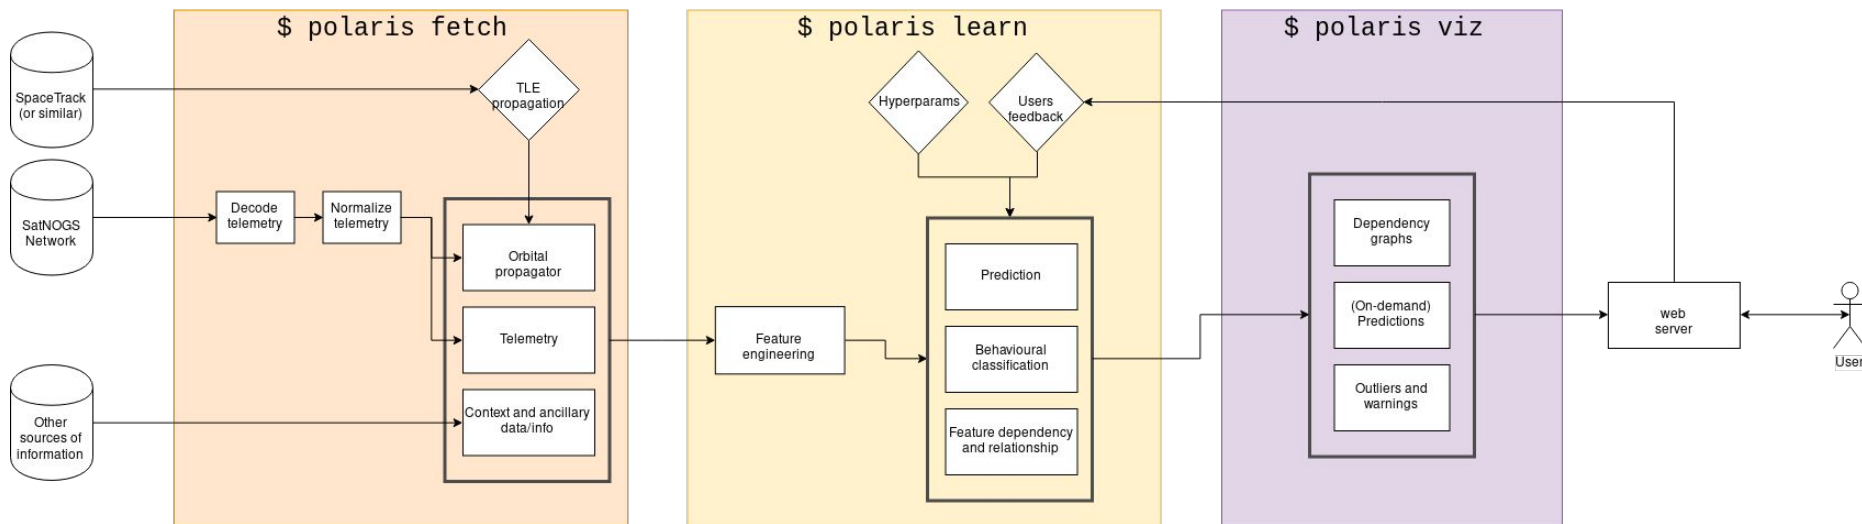 $ polaris fetch
$ polaris learn
$ polaris viz
SpaceTrack
(or similar)
TLE
propagation
SatNOGS
Network
Decode
telemetry
Normalize
telemetry
Orbital
propagator
Telemetry
Context and ancillary
data/info
Other
sources of
information
Hyperparams
Users
feedback
Feature
engineering
Prediction
Behavioural
classification
Feature dependency
and relationship
Dependency
graphs
(On-demand)
Predictions
Outliers and
warnings
web
server
User